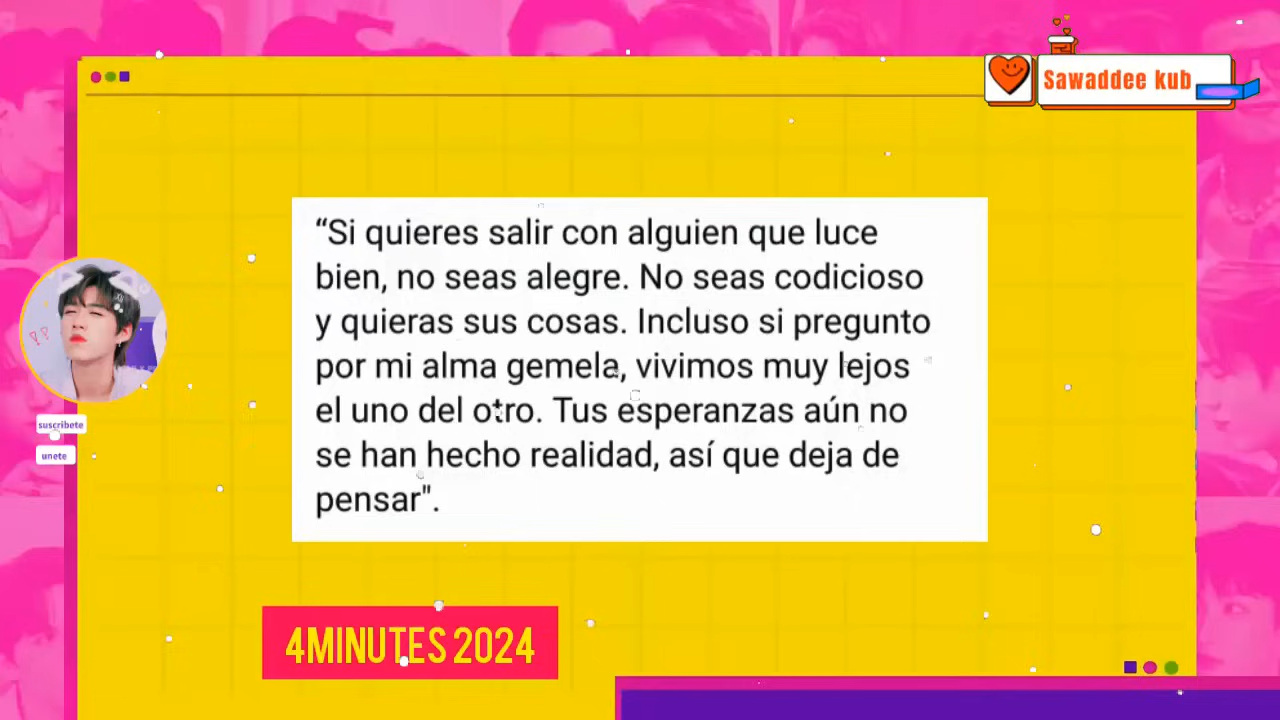 Sawaddee kub
“Si quieres salir con alguien que luce
bien, no seas alegre. No seas codicioso
y quieras sus cosas. Incluso si pregunto
por mi alma gemela, vivimos muy lejos
el uno del otro. Tus esperanzas aún no
se han hecho realidad, así que deja de
pensar".
??
suscribete
unete
4MINUTES 2024